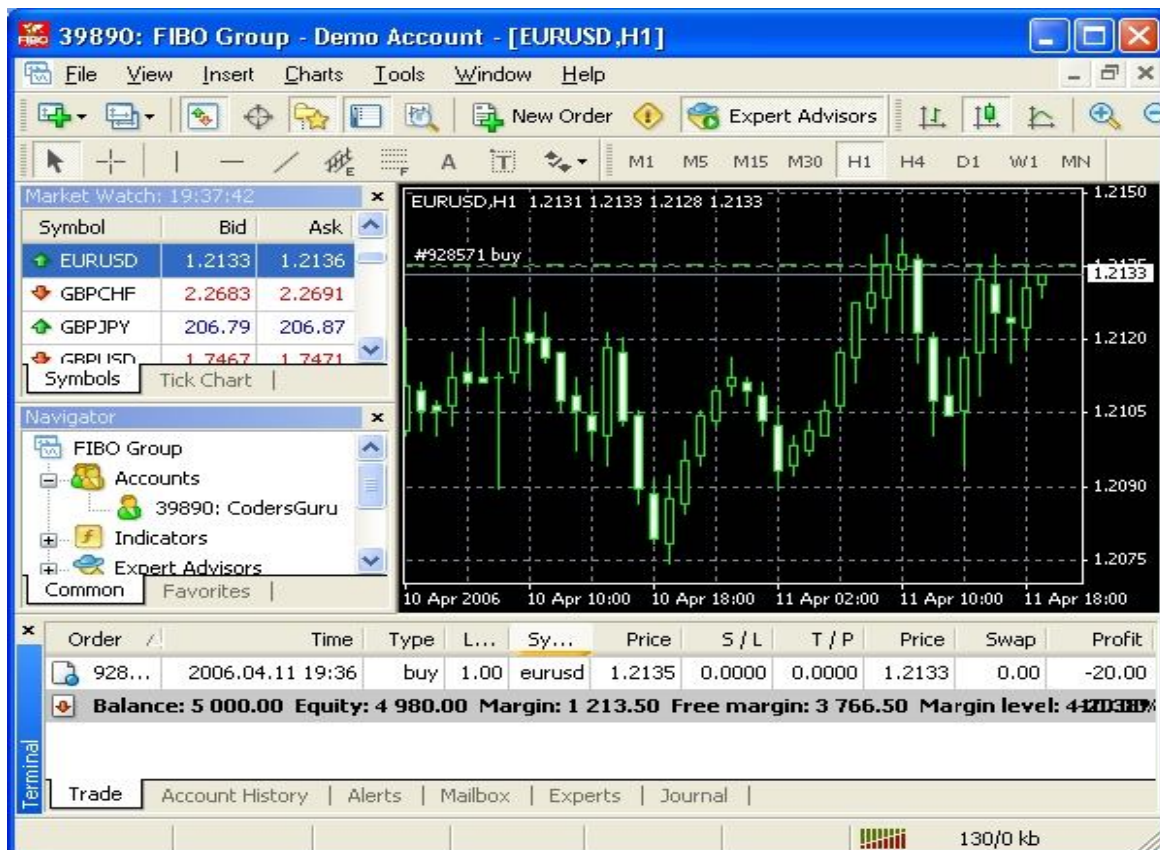 39890: FIBO Group - Demo Account - [EURUSD,H1]
File View Insert Charts Tools Window Help
New Order Expert Advisors
E F A T M1 M5 M15 M30 H1 H4 D1 W1 MN
Market Watch: 19:37:42
Symbol Bid Ask
EURUSD 1.2133 1.2136
GBPCHF 2.2683 2.2691
GBPJPY 206.79 206.87
GBPUSD 1.7467 1.7471
Symbols Tick Chart
Navigator
FIBO Group
Accounts
39890: CodersGuru
Indicators
Expert Advisors
Common Favorites
EURUSD,H1 1.2131 1.2133 1.2128 1.2133
#928571 buy
1.2150
1.2135
1.2133
1.2120
1.2105
1.2090
1.2075
10 Apr 2006 10 Apr 10:00 10 Apr 18:00 11 Apr 02:00 11 Apr 10:00 11 Apr 18:00
Order / Time Type L... Sy... Price S / L T / P Price Swap Profit
928... 2006.04.11 19:36 buy 1.00 eurusd 1.2135 0.0000 0.0000 1.2133 0.00 -20.00
Balance: 5 000.00 Equity: 4 980.00 Margin: 1 213.50 Free margin: 3 766.50 Margin level:
Terminal
Trade Account History Alerts Mailbox Experts Journal
130/0 kb